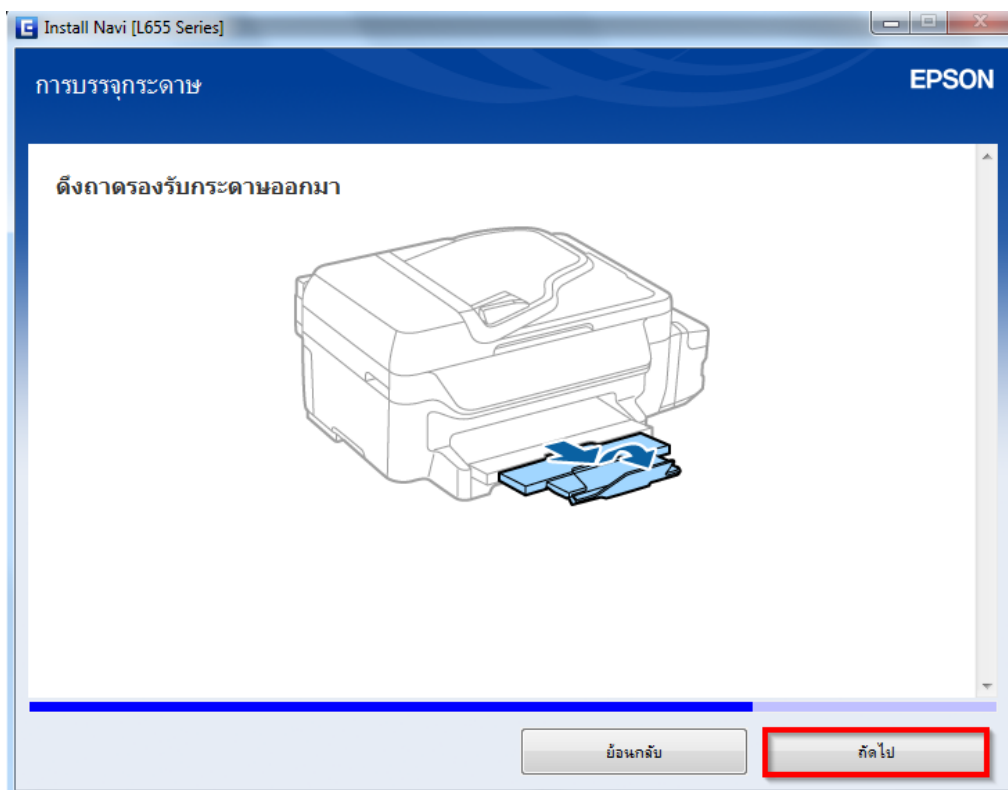 Install Navi [L655 Series]
การบรรจุกระดาษ
EPSON
ดึงถาดรองรับกระดาษออกมา
ย้อนกลับ
ถัดไป